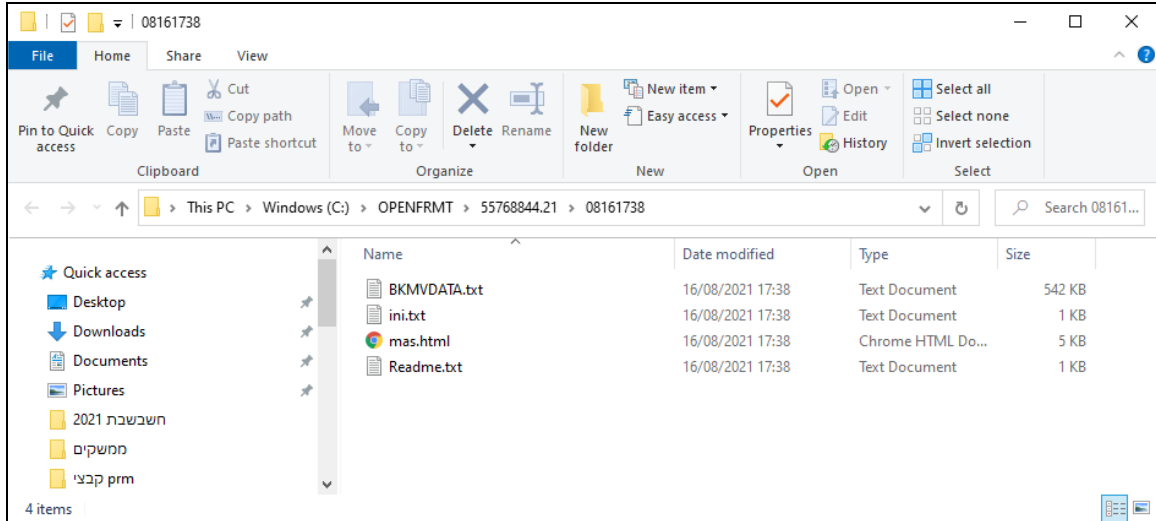 08161738
File Home Share View
Pin to Quick access
Copy
Paste
Cut
Copy path
Paste shortcut
Clipboard
Move to
Copy to
Delete
Rename
Organize
New folder
New item
Easy access
New
Properties
Open
Edit
History
Open
Select all
Select none
Invert selection
Select
This PC > Windows (C:) > OPENFRMT > 55768844.21 > 08161738
Search 08161...
Quick access
Desktop
Downloads
Documents
Pictures
חשבשבת 2021
ממשקים
קבצי prm
Name Date modified Type Size
BKMVDATA.txt 16/08/2021 17:38 Text Document 542 KB
ini.txt 16/08/2021 17:38 Text Document 1 KB
mas.html 16/08/2021 17:38 Chrome HTML Do... 5 KB
Readme.txt 16/08/2021 17:38 Text Document 1 KB
4 items